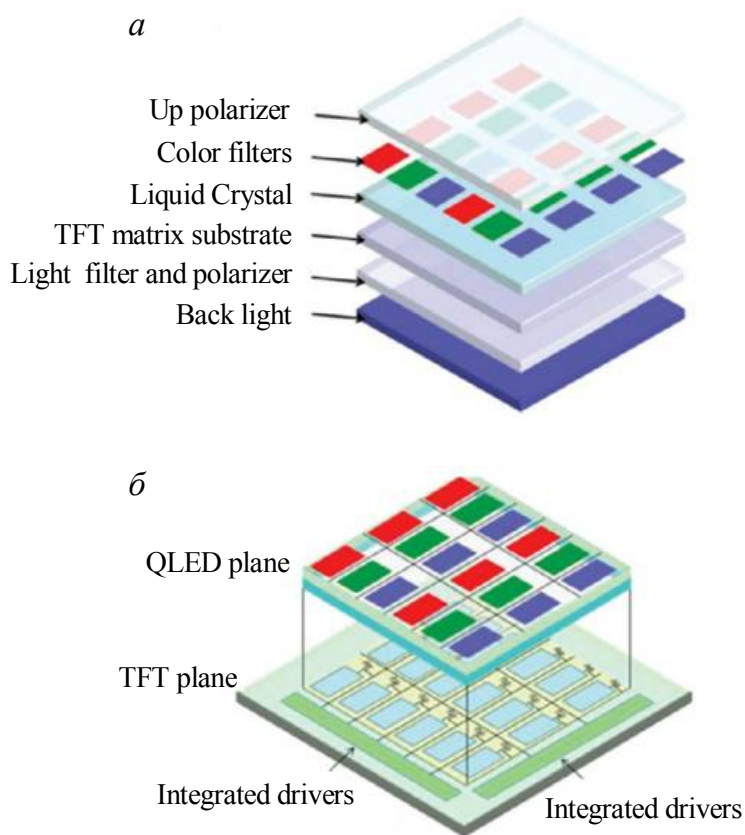 а
Up polarizer
Color filters
Liquid Crystal
TFT matrix substrate
Light filter and polarizer
Back light
б
QLED plane
TFT plane
Integrated drivers
Integrated drivers